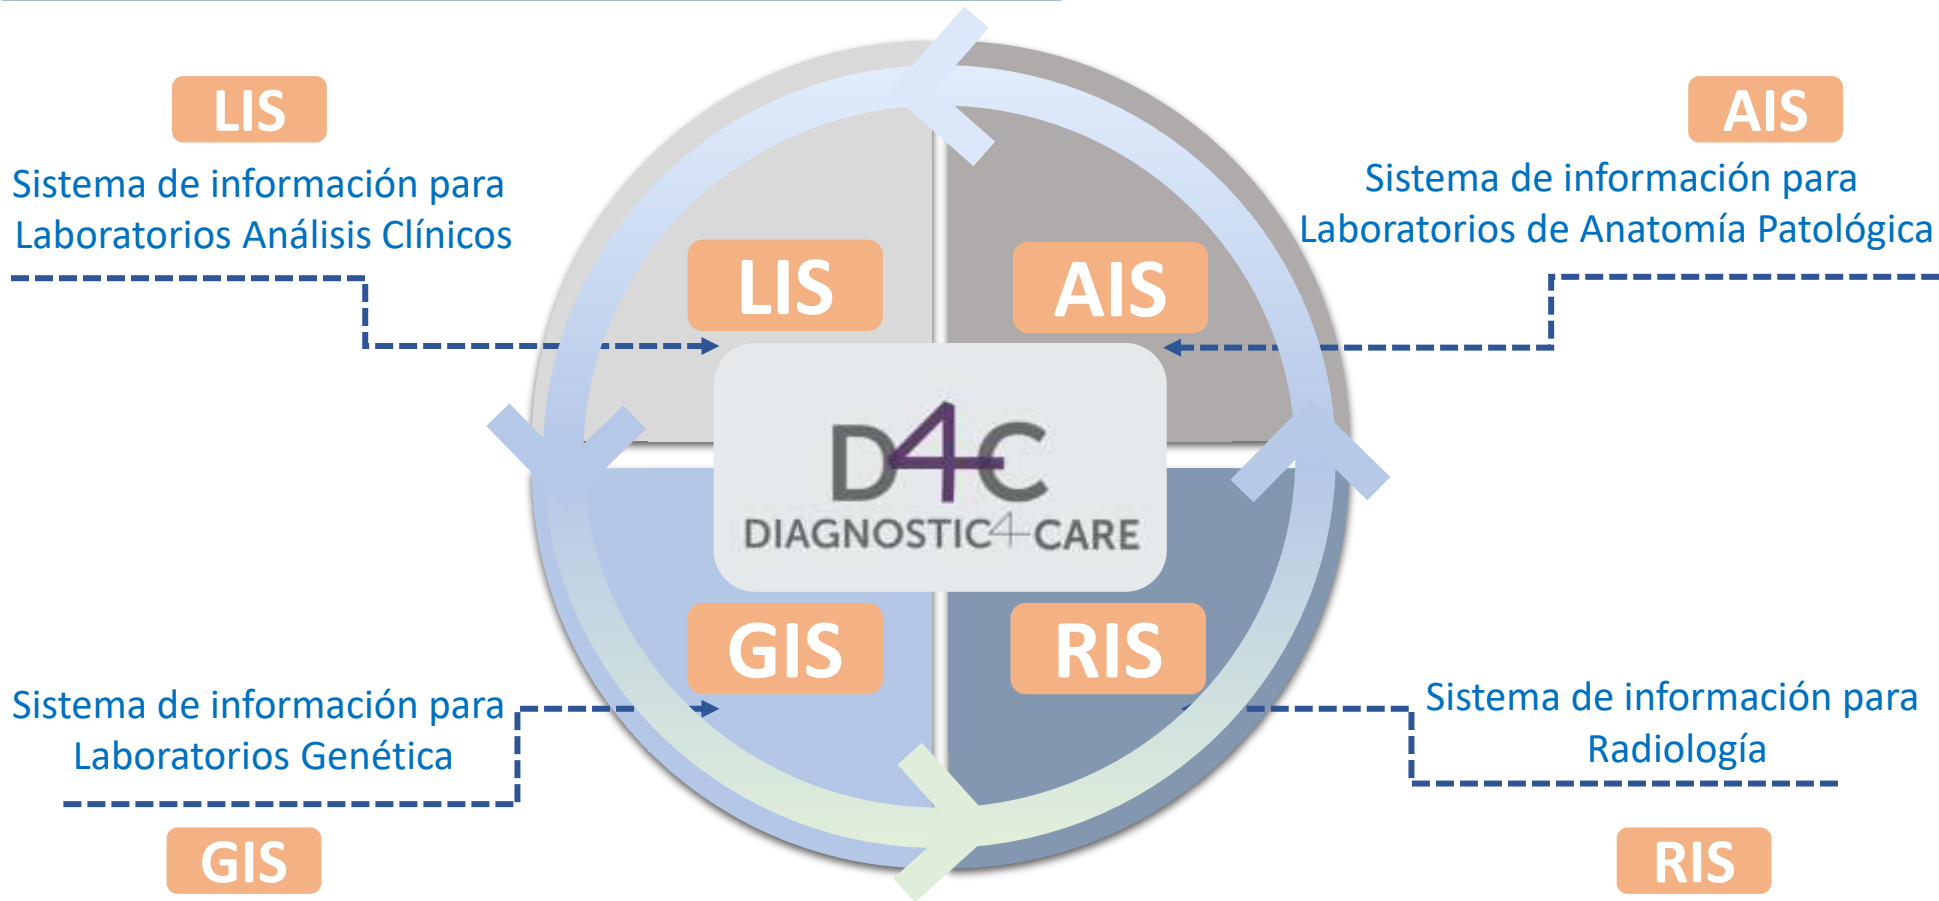 LIS
Sistema de información para
Laboratorios Análisis Clínicos
AIS
Sistema de información para
Laboratorios de Anatomía Patológica
LIS
AIS
D4C
DIAGNOSTIC4CARE
GIS
RIS
Sistema de información para
Laboratorios Genética
GIS
Sistema de información para
Radiología
RIS